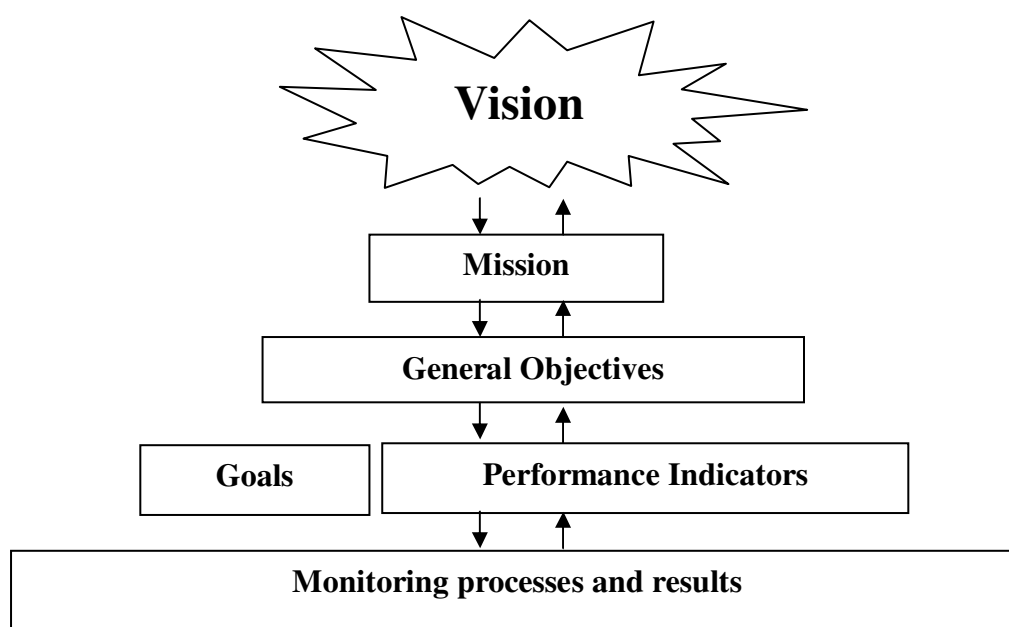 Vision
Mission
General Objectives
Goals
Performance Indicators
Monitoring processes and results